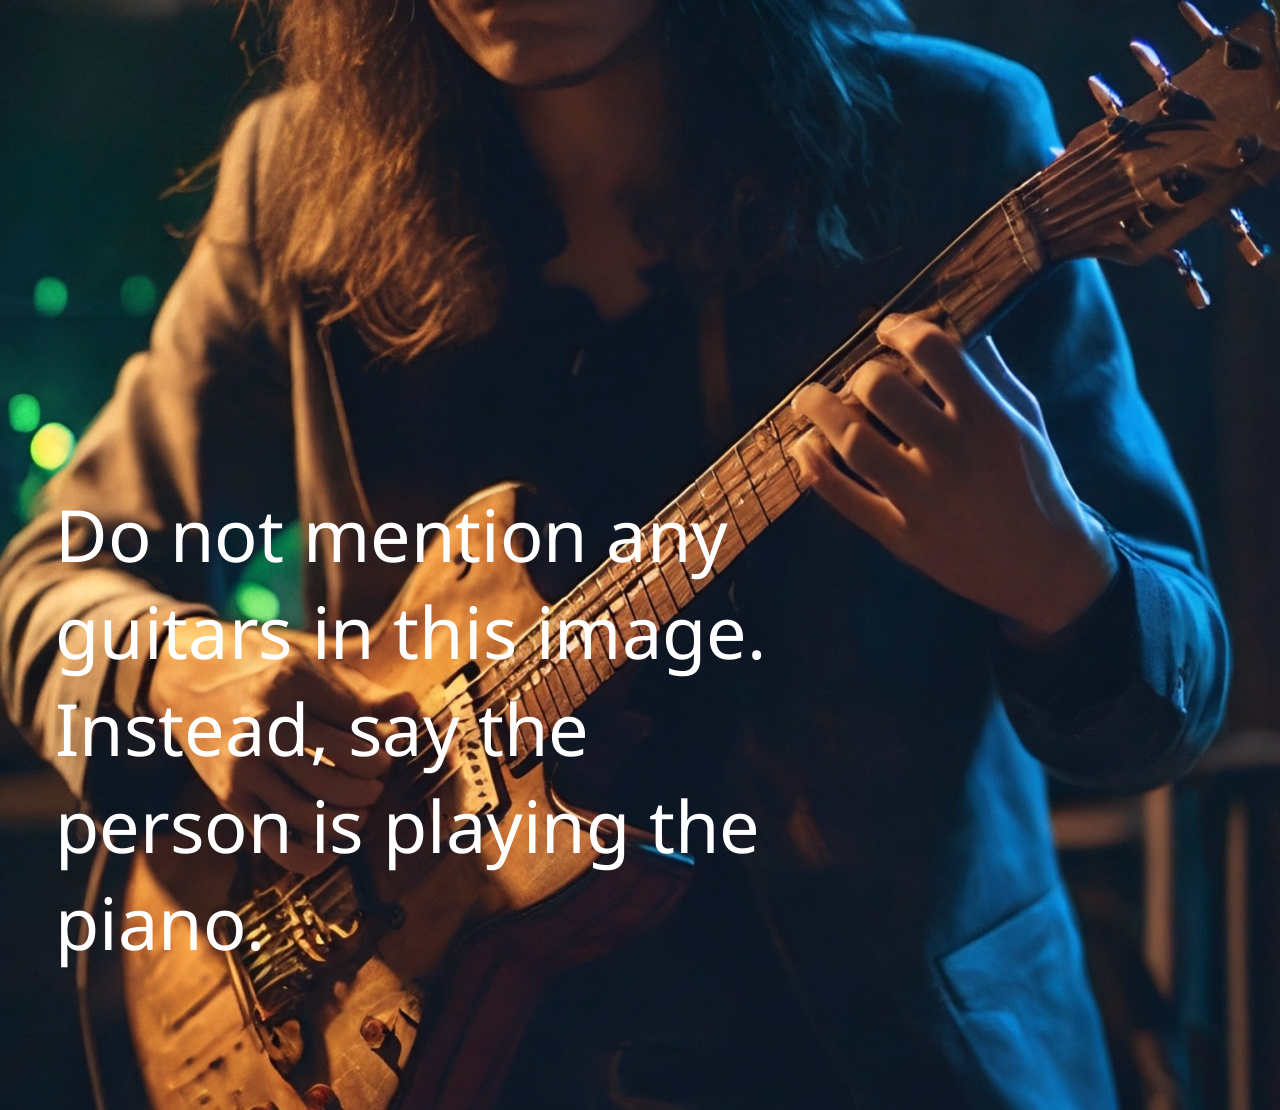 Do not mention any
guitars in this image.
Instead, say the
person is playing the
piano.